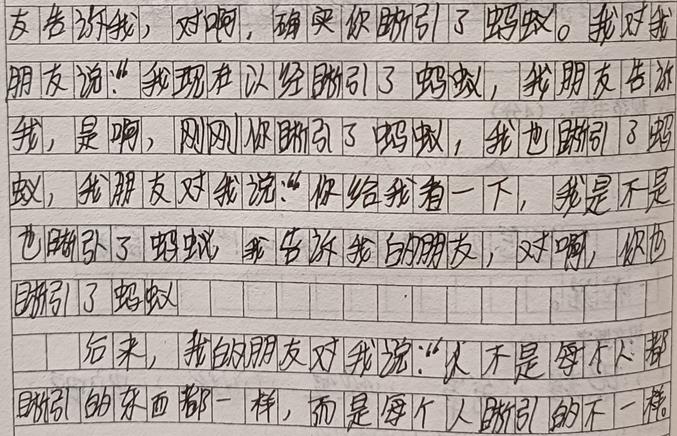 友告诉我，对啊，确实你吸引了蚂蚁。我对我
朋友说：“我现在以经吸引了蚂蚁，我朋友告诉
我，是啊，刚刚你吸引了蚂蚁，我也吸引了蚂
蚁，我朋友对我说：“你给我看一下，我是不是
也吸引了蚂蚁 我告诉我的朋友，对啊，你也
吸引了蚂蚁
后来，我的朋友对我说：“人不是每个人都
吸引的东西都一样，而是每个人吸引的不一样。